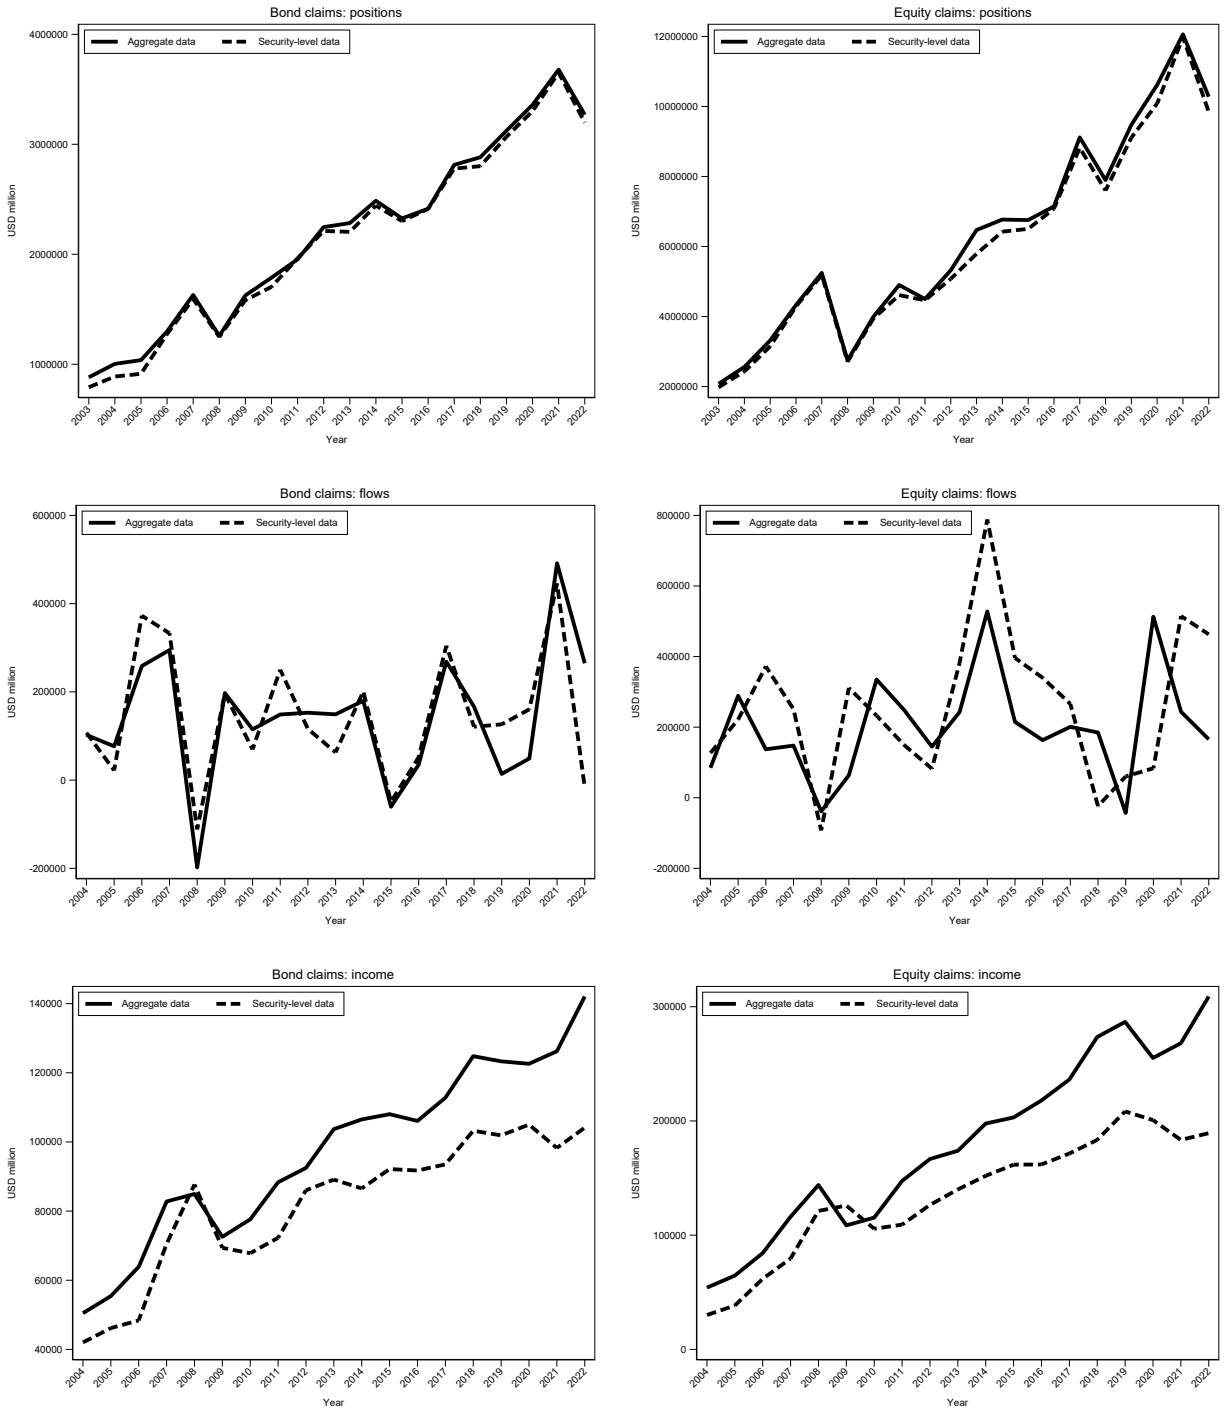 Bond claims: positions
Aggregate data Security-level data
4000000
3000000
2000000
1000000
USD million
2003 2004 2005 2006 2007 2008 2009 2010 2011 2012 2013 2014 2015 2016 2017 2018 2019 2020 2021 2022
Year
Equity claims: positions
Aggregate data Security-level data
12000000
10000000
8000000
6000000
4000000
2000000
USD million
2003 2004 2005 2006 2007 2008 2009 2010 2011 2012 2013 2014 2015 2016 2017 2018 2019 2020 2021 2022
Year
Bond claims: flows
Aggregate data Security-level data
600000
400000
200000
0
-200000
USD million
2004 2005 2006 2007 2008 2009 2010 2011 2012 2013 2014 2015 2016 2017 2018 2019 2020 2021 2022
Year
Equity claims: flows
Aggregate data Security-level data
800000
600000
400000
200000
0
-200000
USD million
2004 2005 2006 2007 2008 2009 2010 2011 2012 2013 2014 2015 2016 2017 2018 2019 2020 2021 2022
Year
Bond claims: income
Aggregate data Security-level data
140000
120000
100000
80000
60000
40000
USD million
2004 2005 2006 2007 2008 2009 2010 2011 2012 2013 2014 2015 2016 2017 2018 2019 2020 2021 2022
Year
Equity claims: income
Aggregate data Security-level data
300000
200000
100000
0
USD million
2004 2005 2006 2007 2008 2009 2010 2011 2012 2013 2014 2015 2016 2017 2018 2019 2020 2021 2022
Year